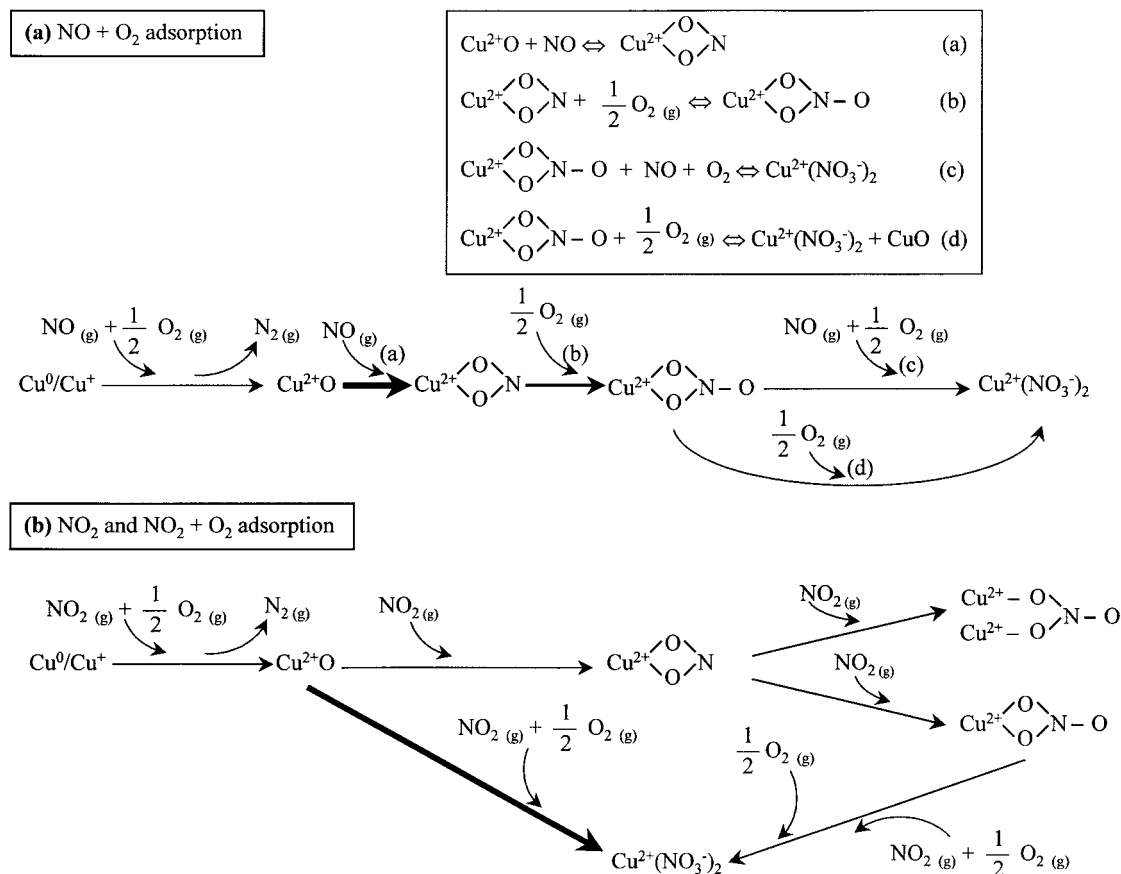 (a) NO + O₂ adsorption
Cu²⁺O + NO ⇔ Cu²⁺ O O N (a)
Cu²⁺ O O N + 1/2 O₂ (g) ⇔ Cu²⁺ O O N – O (b)
Cu²⁺ O O N – O + NO + O₂ ⇔ Cu²⁺(NO₃⁻)₂ (c)
Cu²⁺ O O N – O + 1/2 O₂ (g) ⇔ Cu²⁺(NO₃⁻)₂ + CuO (d)
NO (g) + 1/2 O₂ (g) N₂ (g) NO (g) (a) 1/2 O₂ (g) (b) NO (g) + 1/2 O₂ (g) (c)
Cu⁰/Cu⁺ Cu²⁺O Cu²⁺ O O N Cu²⁺ O O N – O Cu²⁺(NO₃⁻)₂
1/2 O₂ (g) (d)
(b) NO₂ and NO₂ + O₂ adsorption
NO₂ (g) + 1/2 O₂ (g) N₂ (g) NO₂ (g) NO₂ (g) Cu²⁺ – O Cu²⁺ – O N – O
Cu⁰/Cu⁺ Cu²⁺O Cu²⁺ O O N
NO₂ (g) Cu²⁺ O O N – O
NO₂ (g) + 1/2 O₂ (g) 1/2 O₂ (g)
Cu²⁺(NO₃⁻)₂ NO₂ (g) + 1/2 O₂ (g)